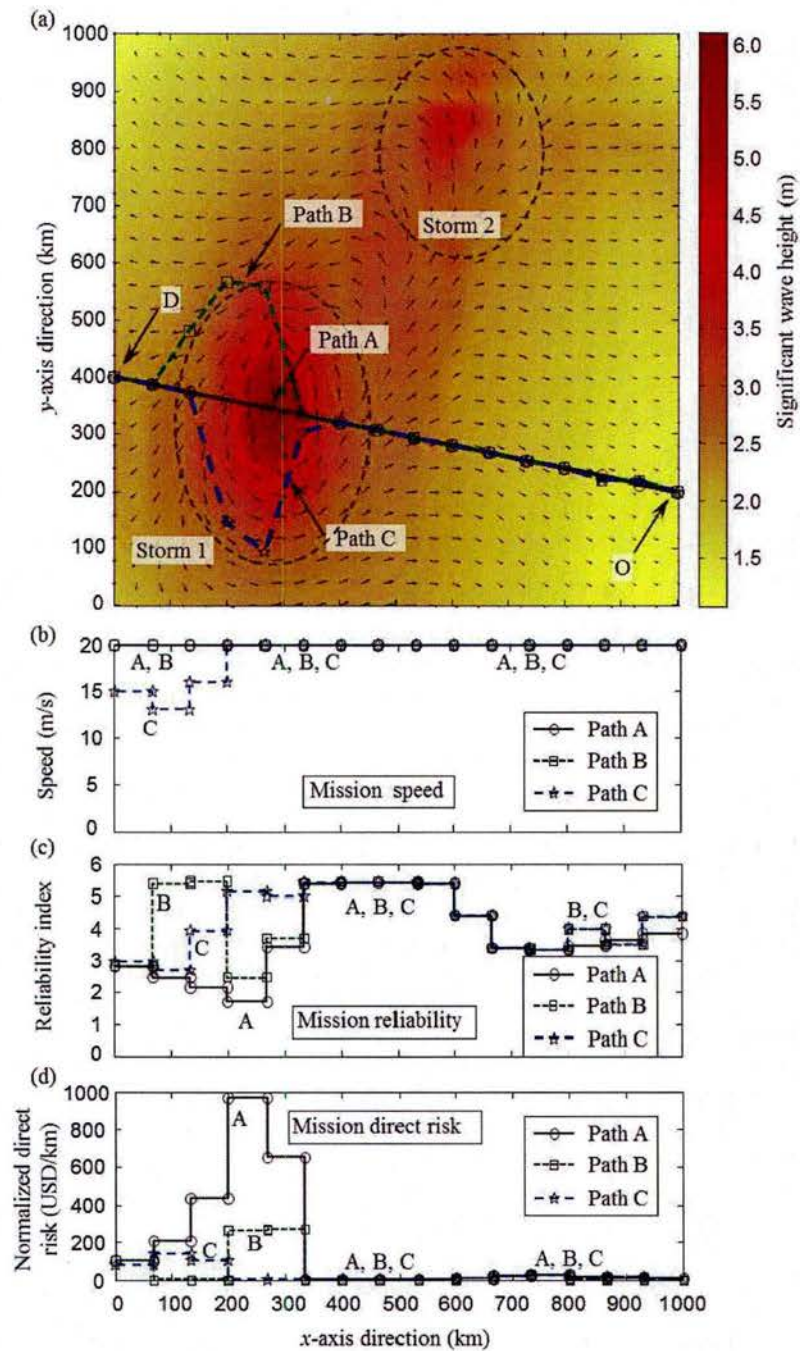 (a)
1000
900
800
700
600
500
400
300
200
100
0
y-axis direction (km)
Path B
D
Storm 2
Path A
Path C
Storm 1
O
6.0
5.5
5.0
4.5
4.0
3.5
3.0
2.5
2.0
1.5
Significant wave height (m)
(b)
20
15
10
5
0
Speed (m/s)
A, B
A, B, C
A, B, C
C
Mission speed
Path A
Path B
Path C
(c)
6
5
4
3
2
1
0
Reliability index
B
C
A
A, B, C
B, C
Mission reliability
Path A
Path B
Path C
(d)
1000
800
600
400
200
0
Normalized direct
risk (USD/km)
A
Mission direct risk
C
B
A, B, C
A, B, C
Path A
Path B
Path C
0 100 200 300 400 500 600 700 800 900 1000
x-axis direction (km)